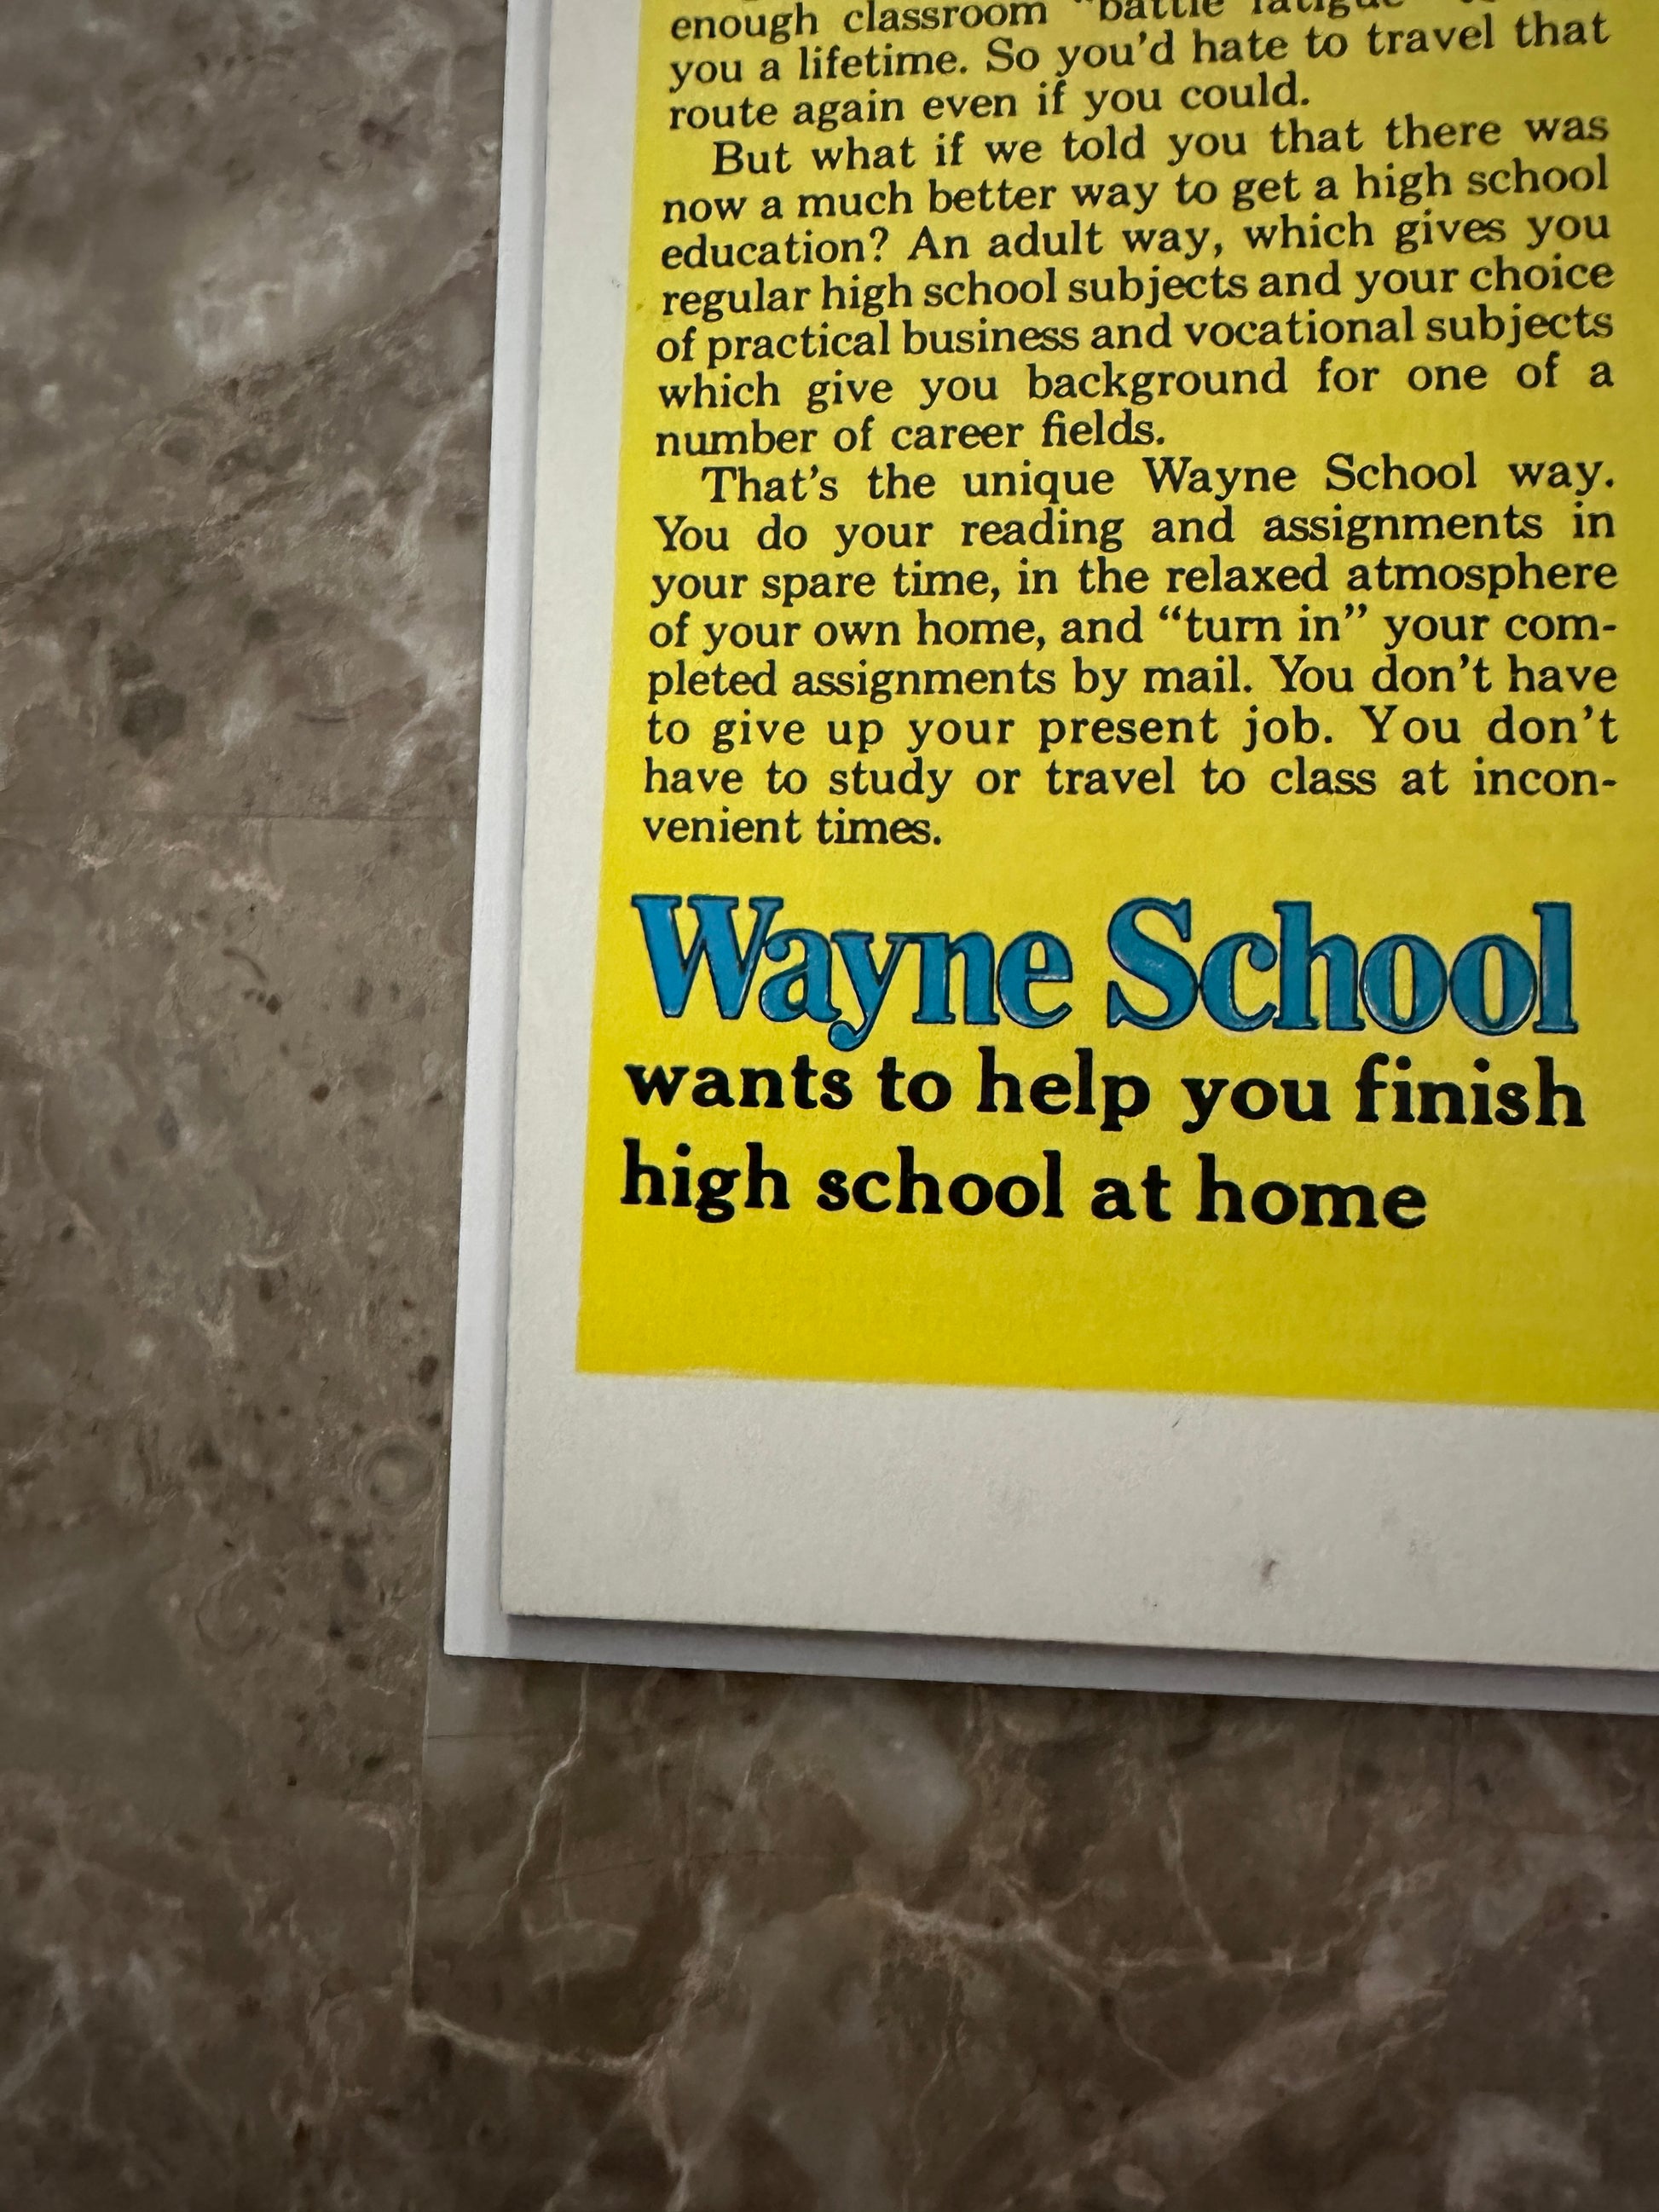 enough classroom "battle fatigue"
you a lifetime. So you'd hate to travel that
route again even if you could.
But what if we told you that there was
now a much better way to get a high school
education? An adult way, which gives you
regular high school subjects and your choice
of practical business and vocational subjects
which give you background for one of a
number of career fields.
That's the unique Wayne School way.
You do your reading and assignments in
your spare time, in the relaxed atmosphere
of your own home, and “turn in” your com-
pleted assignments by mail. You don't have
to give up your present job. You don't
have to study or travel to class at incon-
venient times.
Wayne School
wants to help you finish
high school at home